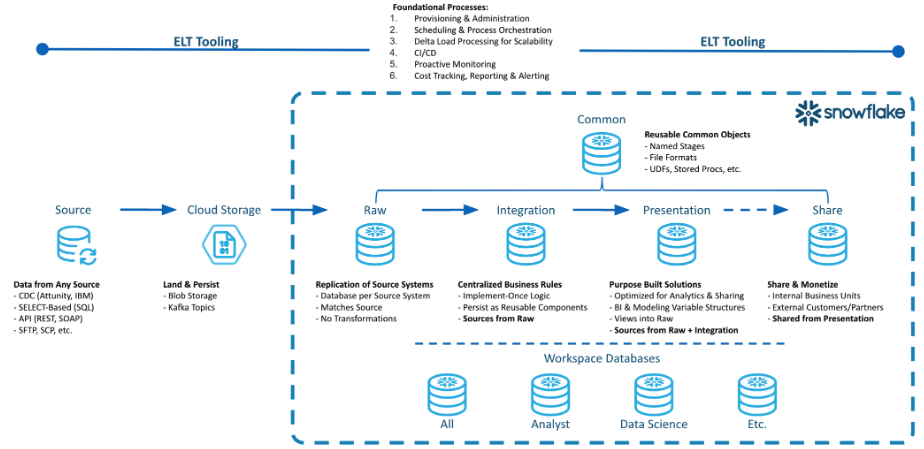 Foundational Processes:
1. Provisioning & Administration
2. Scheduling & Process Orchestration
3. Delta Load Processing for Scalability
4. CI/CD
5. Proactive Monitoring
6. Cost Tracking, Reporting & Alerting
ELT Tooling
ELT Tooling
snowflake
Common
Reusable Common Objects
- Named Stages
- File Formats
- UDFs, Stored Procs, etc.
Source
Cloud Storage
Raw
Integration
Presentation
Share
10
01
Data from Any Source
- CDC (Attunity, IBM)
- SELECT-Based (SQL)
- API (REST, SOAP)
- SFTP, SCP, etc.
Land & Persist
- Blob Storage
- Kafka Topics
Replication of Source Systems
- Database per Source System
- Matches Source
- No Transformations
Centralized Business Rules
- Implement-Once Logic
- Persist as Reusable Components
- Sources from Raw
Purpose Built Solutions
- Optimized for Analytics & Sharing
- BI & Modeling Variable Structures
- Views into Raw
- Sources from Raw + Integration
Share & Monetize
- Internal Business Units
- External Customers/Partners
- Shared from Presentation
Workspace Databases
All
Analyst
Data Science
Etc.